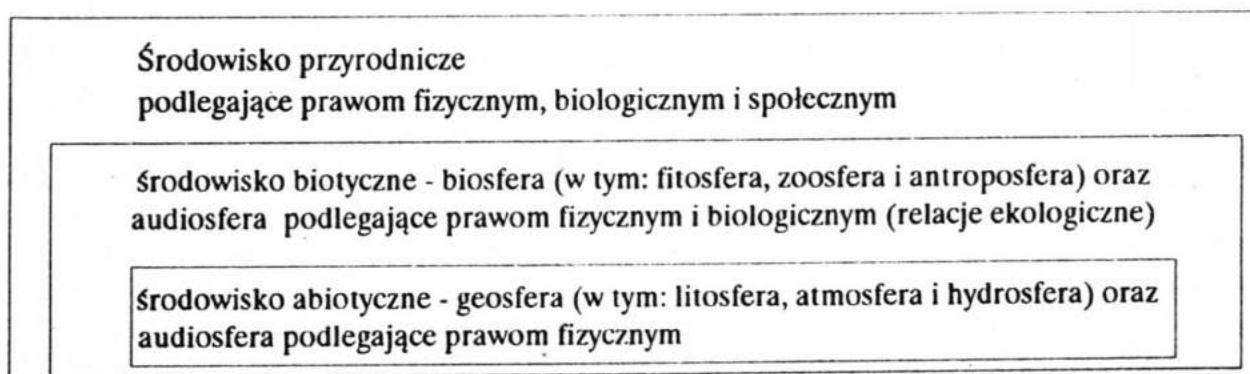 Środowisko przyrodnicze
podlegające prawom fizycznym, biologicznym i społecznym
środowisko biotyczne - biosfera (w tym: fitosfera, zoosfera i antroposfera) oraz
audiosfera podlegające prawom fizycznym i biologicznym (relacje ekologiczne)
środowisko abiotyczne - geosfera (w tym: litosfera, atmosfera i hydrosfera) oraz
audiosfera podlegające prawom fizycznym